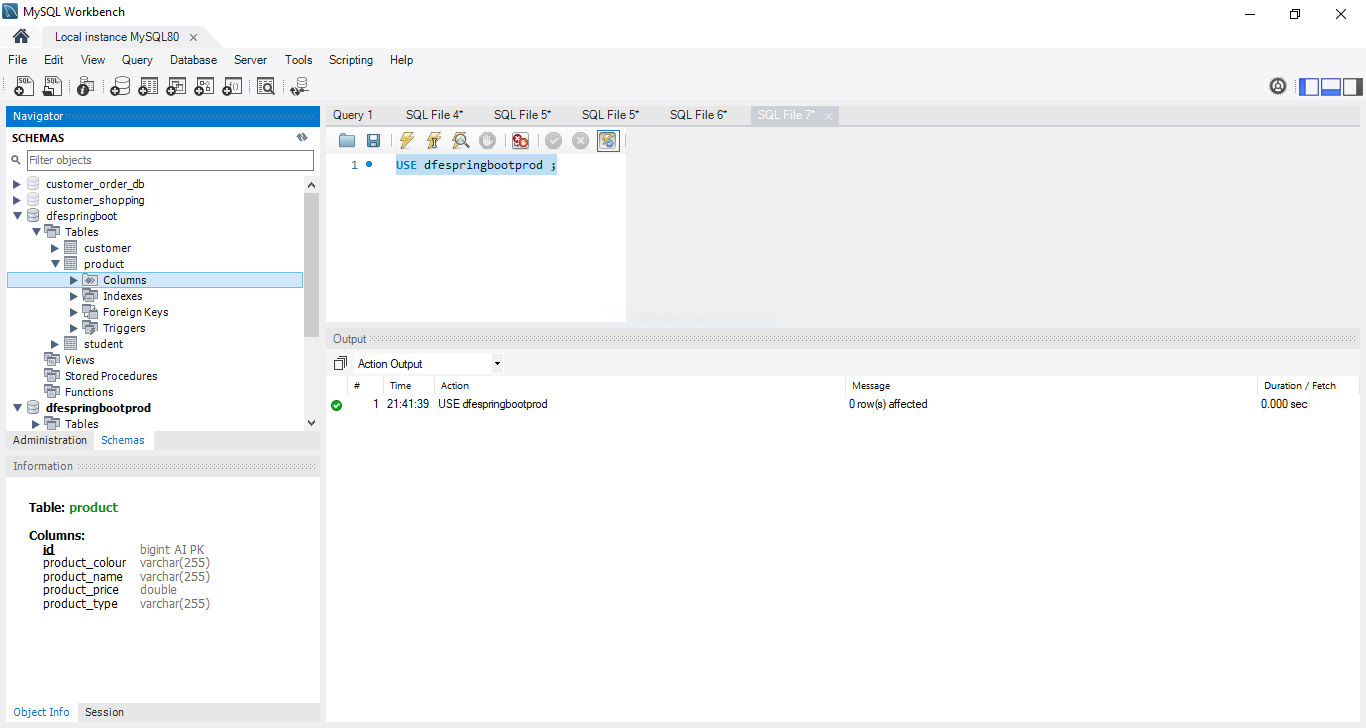 MySQL Workbench
Local instance MySQL80
File Edit View Query Database Server Tools Scripting Help
Navigator
SCHEMAS
Filter objects
customer_order_db
customer_shopping
dfespringboot
Tables
customer
product
Columns
Indexes
Foreign Keys
Triggers
student
Views
Stored Procedures
Functions
dfespringbootprod
Tables
Administration Schemas
Information
Table: product
Columns:
id bigint AI PK
product_colour varchar(255)
product_name varchar(255)
product_price double
product_type varchar(255)
Object Info Session
Query 1 SQL File 4* SQL File 5* SQL File 5* SQL File 6* SQL File 7*
1 USE dfespringbootprod ;
Output
Action Output
# Time Action Message Duration / Fetch
1 21:41:39 USE dfespringbootprod 0 row(s) affected 0.000 sec